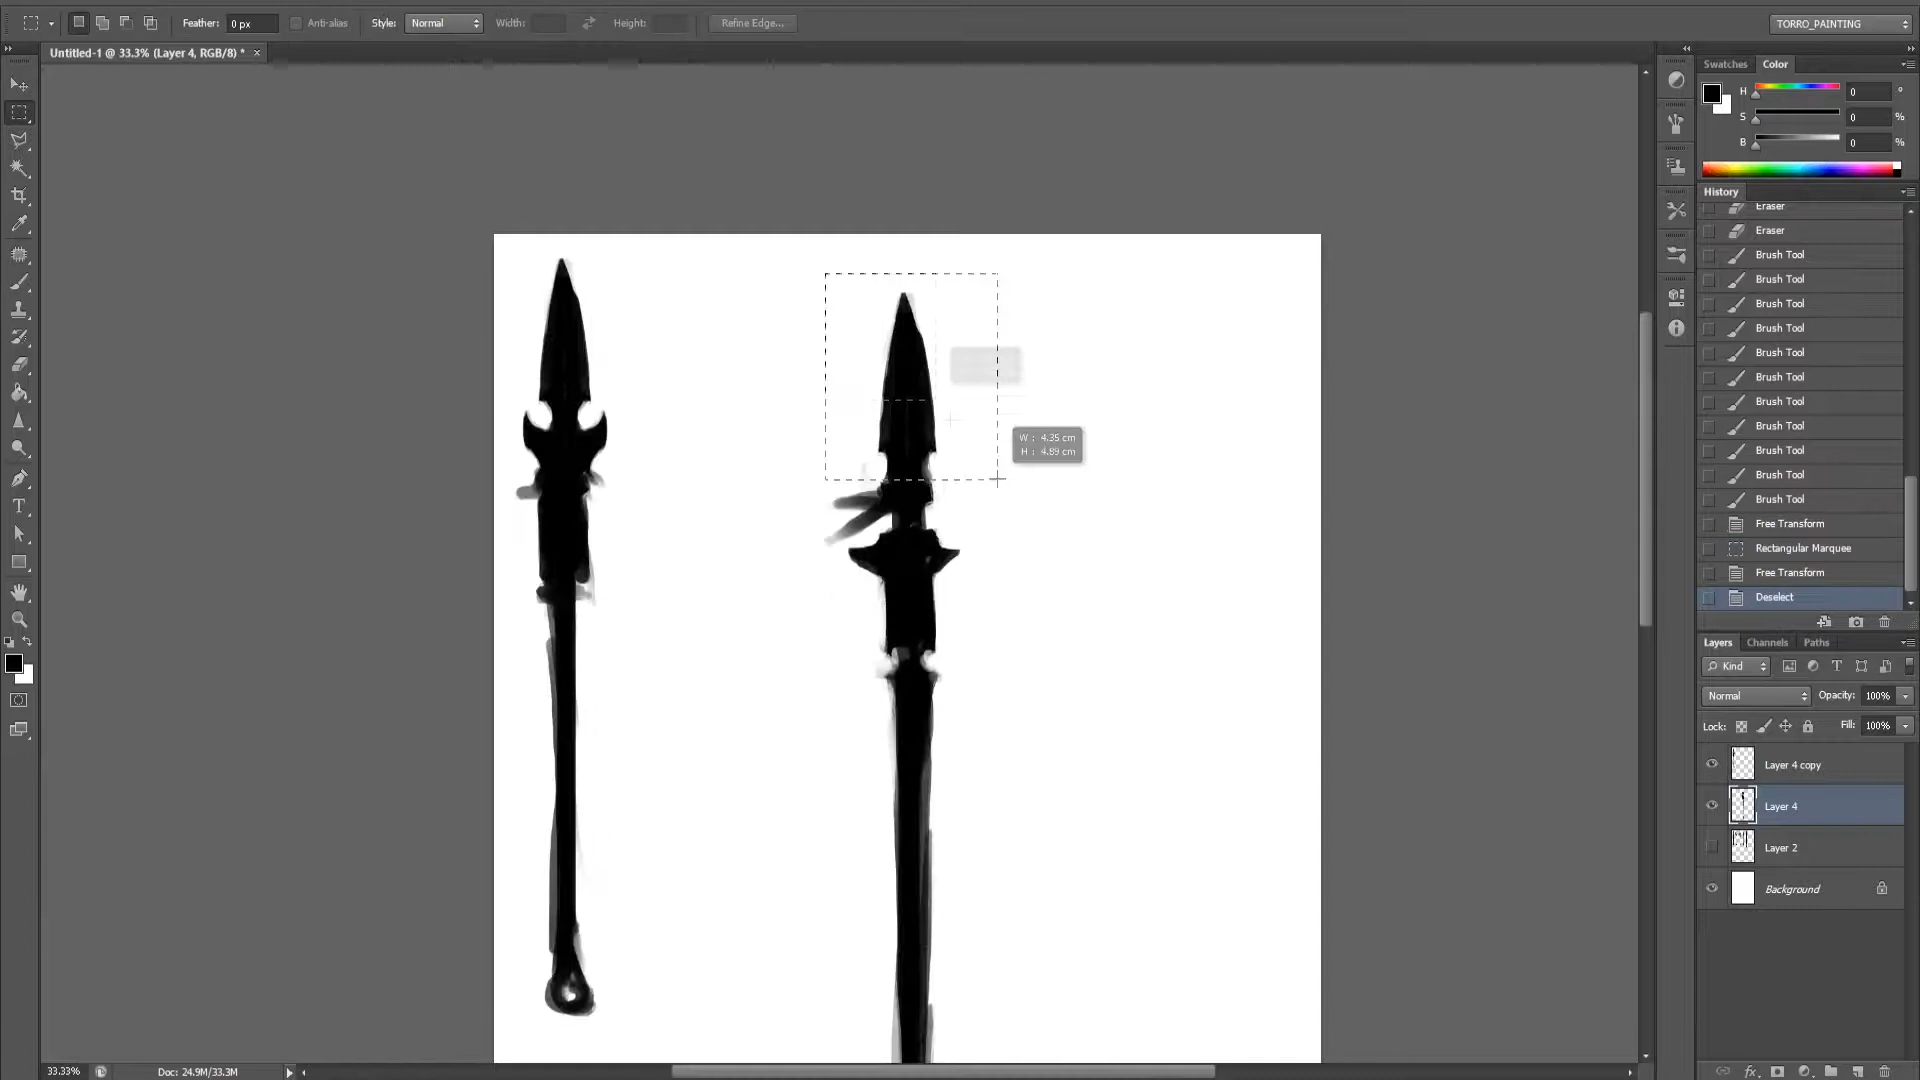 Feather: 0 px Anti-alias Style: Normal Width: Height: Refine Edge... TORRO_PAINTING
Untitled-1 @ 33.3% (Layer 4, RGB/8) * ×
Swatches Color
H 0 °
S 0 %
B 0 %
History
Eraser
Eraser
Brush Tool
Brush Tool
Brush Tool
Brush Tool
Brush Tool
Brush Tool
Brush Tool
Brush Tool
Brush Tool
Brush Tool
Brush Tool
Free Transform
Rectangular Marquee
Free Transform
Deselect
W : 4.35 cm
H : 4.89 cm
Layers Channels Paths
Kind
Normal Opacity: 100%
Lock: Fill: 100%
Layer 4 copy
Layer 4
Layer 2
Background
33.33% Doc: 24.9M/33.3M